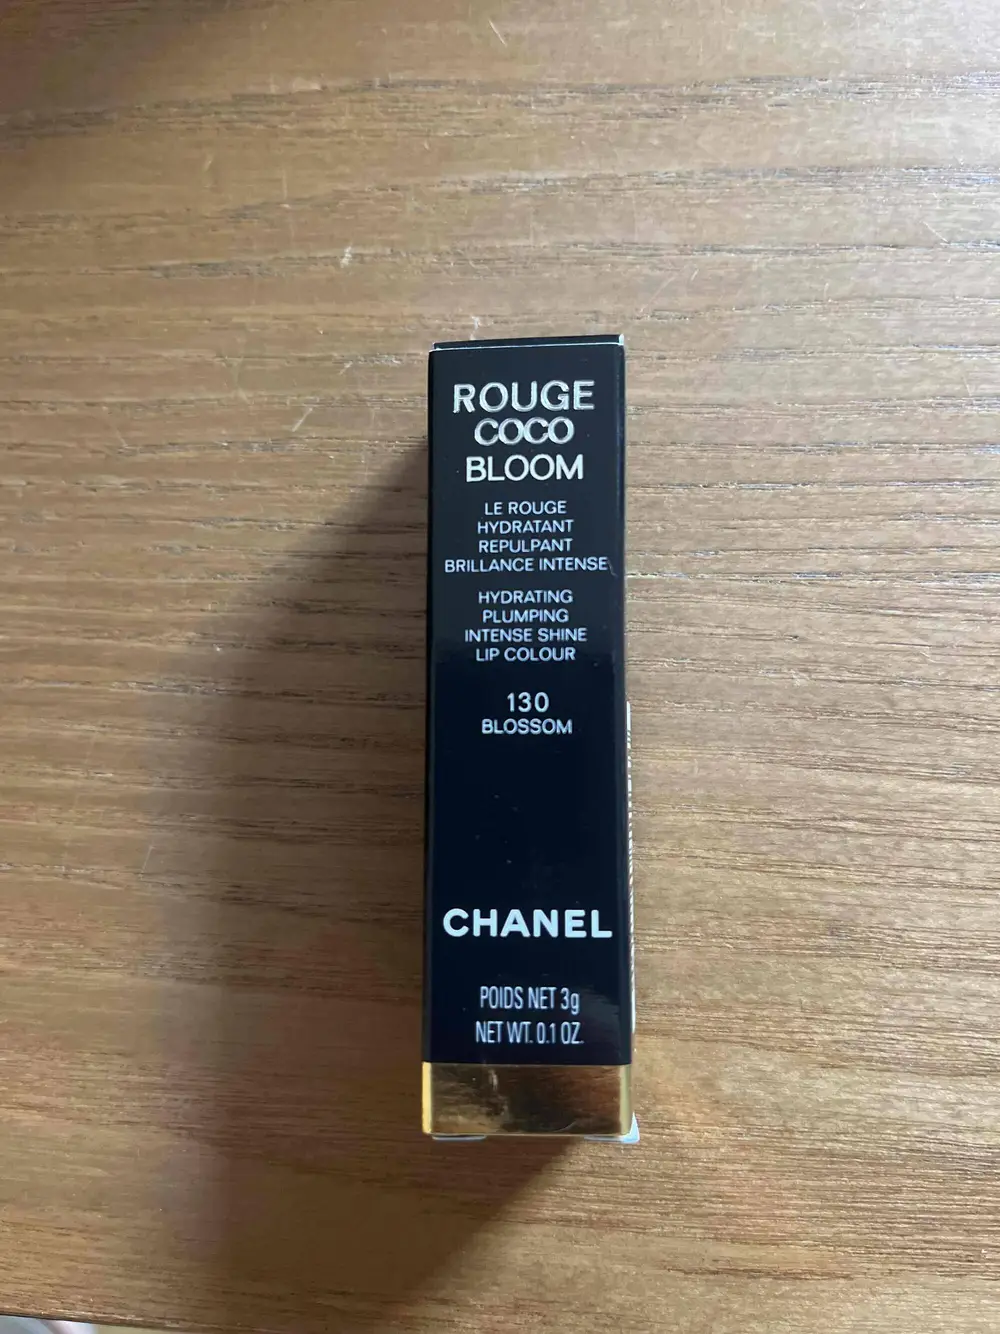 ROUGE
COCO
BLOOM
LE ROUGE
HYDRATANT
REPULPANT
BRILLANCE INTENSE
HYDRATING
PLUMPING
INTENSE SHINE
LIP COLOUR
130
BLOSSOM
CHANEL
POIDS NET 3g
NET WT. 0.1 OZ.